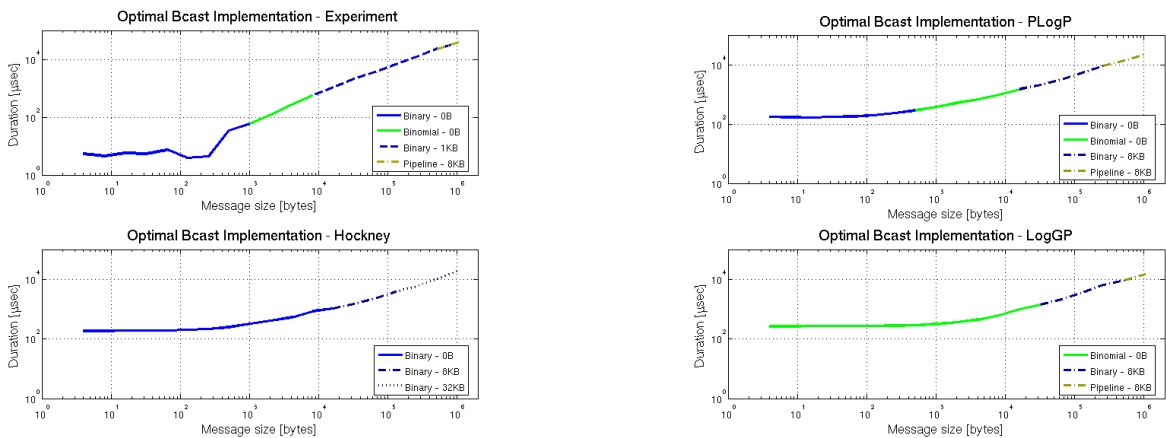 Optimal Bcast Implementation - Experiment
Duration [µsec]
10^4
10^2
10^0
10^0 10^1 10^2 10^3 10^4 10^5 10^6
Message size [bytes]
Binary - 0B
Binomial - 0B
Binary - 1KB
Pipeline - 8KB
Optimal Bcast Implementation - PLogP
Duration [µsec]
10^4
10^2
10^0
10^0 10^1 10^2 10^3 10^4 10^5 10^6
Message size [bytes]
Binary - 0B
Binomial - 0B
Binary - 8KB
Pipeline - 8KB
Optimal Bcast Implementation - Hockney
Duration [µsec]
10^4
10^2
10^0
10^0 10^1 10^2 10^3 10^4 10^5 10^6
Message size [bytes]
Binary - 0B
Binary - 8KB
Binary - 32KB
Optimal Bcast Implementation - LogGP
Duration [µsec]
10^4
10^2
10^0
10^0 10^1 10^2 10^3 10^4 10^5 10^6
Message size [bytes]
Binomial - 0B
Binary - 8KB
Pipeline - 8KB